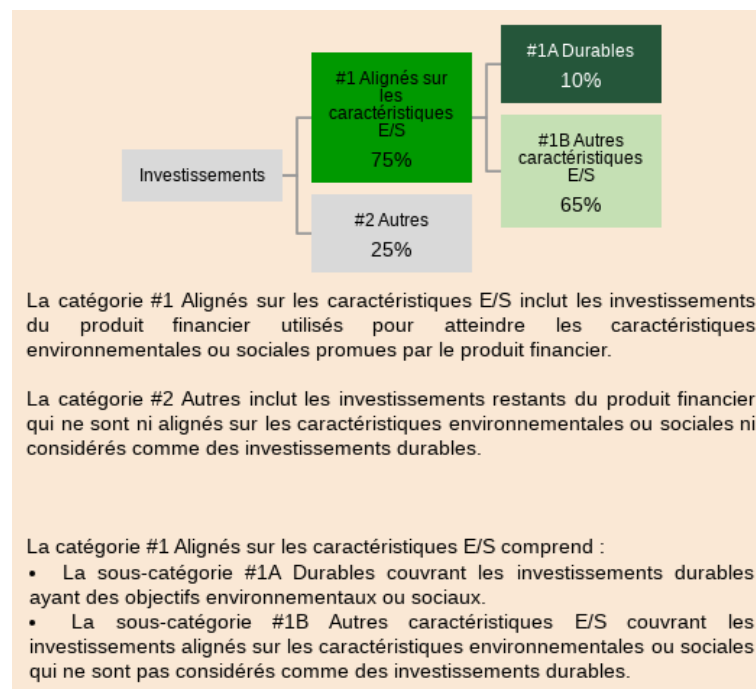 #1A Durables
10%
#1 Alignés sur
les
caractéristiques
E/S
75%
#1B Autres
caractéristiques
E/S
65%
Investissements
#2 Autres
25%
La catégorie #1 Alignés sur les caractéristiques E/S inclut les investissements
du produit financier utilisés pour atteindre les caractéristiques
environnementales ou sociales promues par le produit financier.
La catégorie #2 Autres inclut les investissements restants du produit financier
qui ne sont ni alignés sur les caractéristiques environnementales ou sociales ni
considérés comme des investissements durables.
La catégorie #1 Alignés sur les caractéristiques E/S comprend :
• La sous-catégorie #1A Durables couvrant les investissements durables
ayant des objectifs environnementaux ou sociaux.
• La sous-catégorie #1B Autres caractéristiques E/S couvrant les
investissements alignés sur les caractéristiques environnementales ou sociales
qui ne sont pas considérés comme des investissements durables.